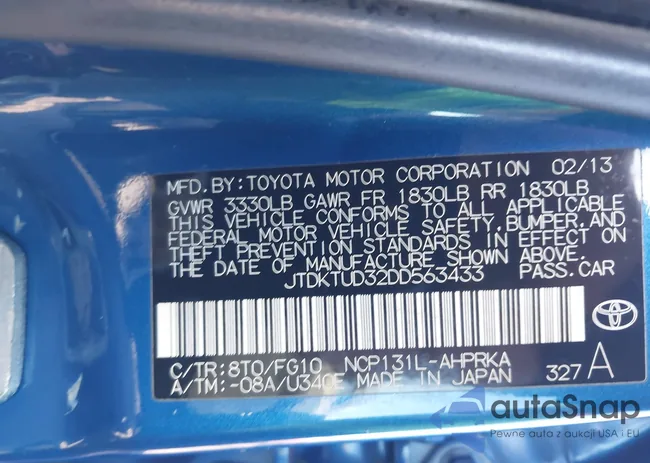 MFD. BY: TOYOTA MOTOR CORPORATION 02/13
GVWR 3330LB GAWR FR 1830LB RR 1830LB
THIS VEHICLE CONFORMS TO ALL APPLICABLE
FEDERAL MOTOR VEHICLE SAFETY, BUMPER, AND
THEFT PREVENTION STANDARDS IN EFFECT ON
THE DATE OF MANUFACTURE SHOWN ABOVE.
JTDKTUD32DD563433 PASS. CAR
C/TR: 8T0/FG10 NCP131L-AHPRKA
A/TM: -08A/U340E MADE IN JAPAN 327 A
autaSnap
Pewne auta z aukcji USA i EU